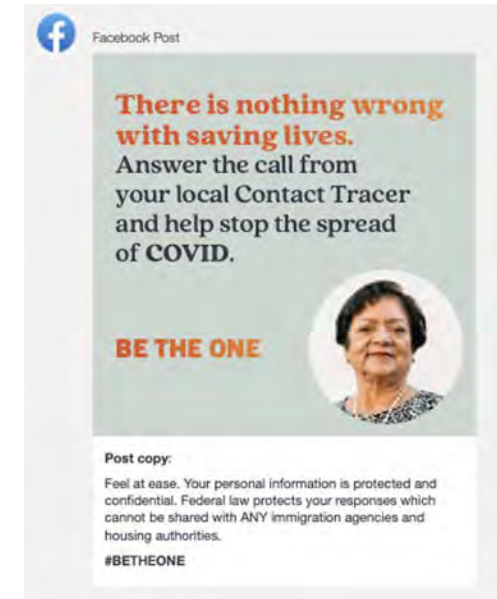 Facebook Post
There is nothing wrong
with saving lives.
Answer the call from
your local Contact Tracer
and help stop the spread
of COVID.
BE THE ONE
Post copy:
Feel at ease. Your personal information is protected and
confidential. Federal law protects your responses which
cannot be shared with ANY immigration agencies and
housing authorities.
#BETHEONE